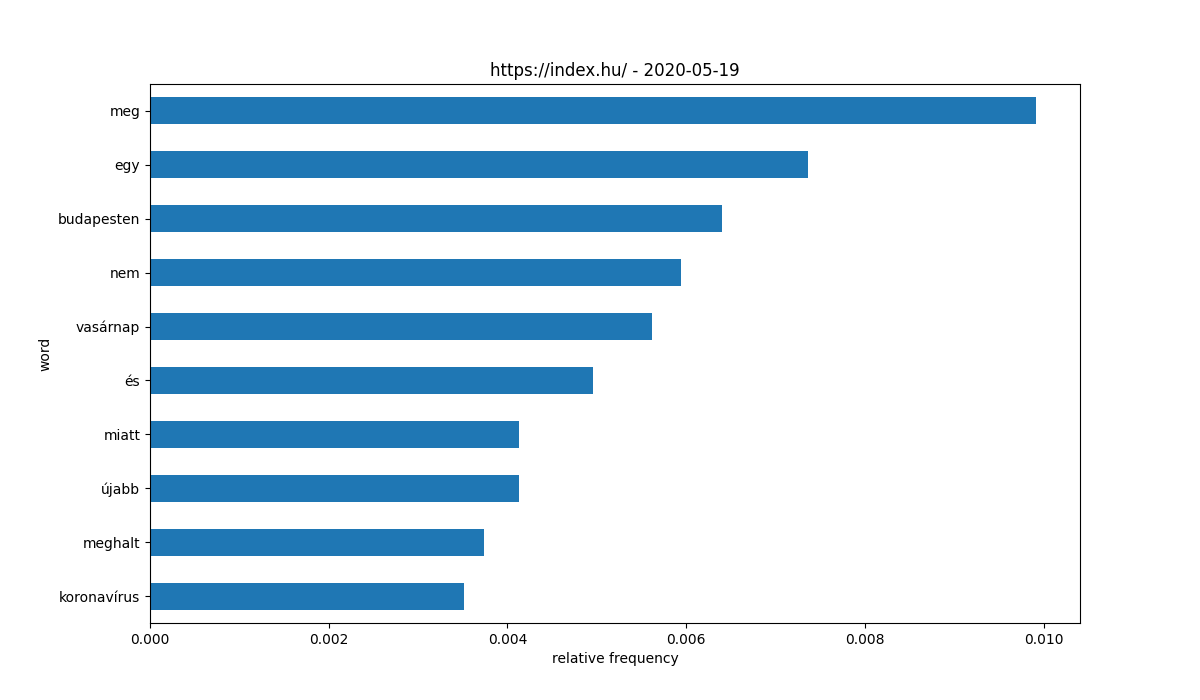 https://index.hu/ - 2020-05-19
meg
egy
budapesten
nem
vasárnap
és
miatt
újabb
meghalt
koronavírus
word
0.000 0.002 0.004 0.006 0.008 0.010
relative frequency